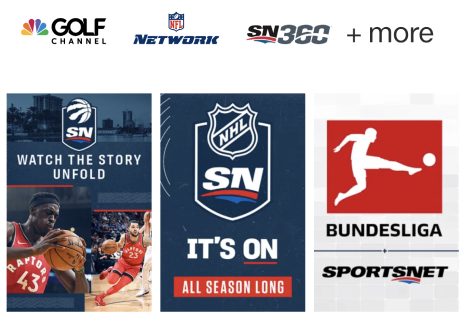 GOLF
CHANNEL
NFL
NETWORK
SN360
+ more
SN
WATCH THE STORY
UNFOLD
RAPTOR
43
23
NHL
SN
IT'S ON
ALL SEASON LONG
BUNDESLIGA
SPORTSNET